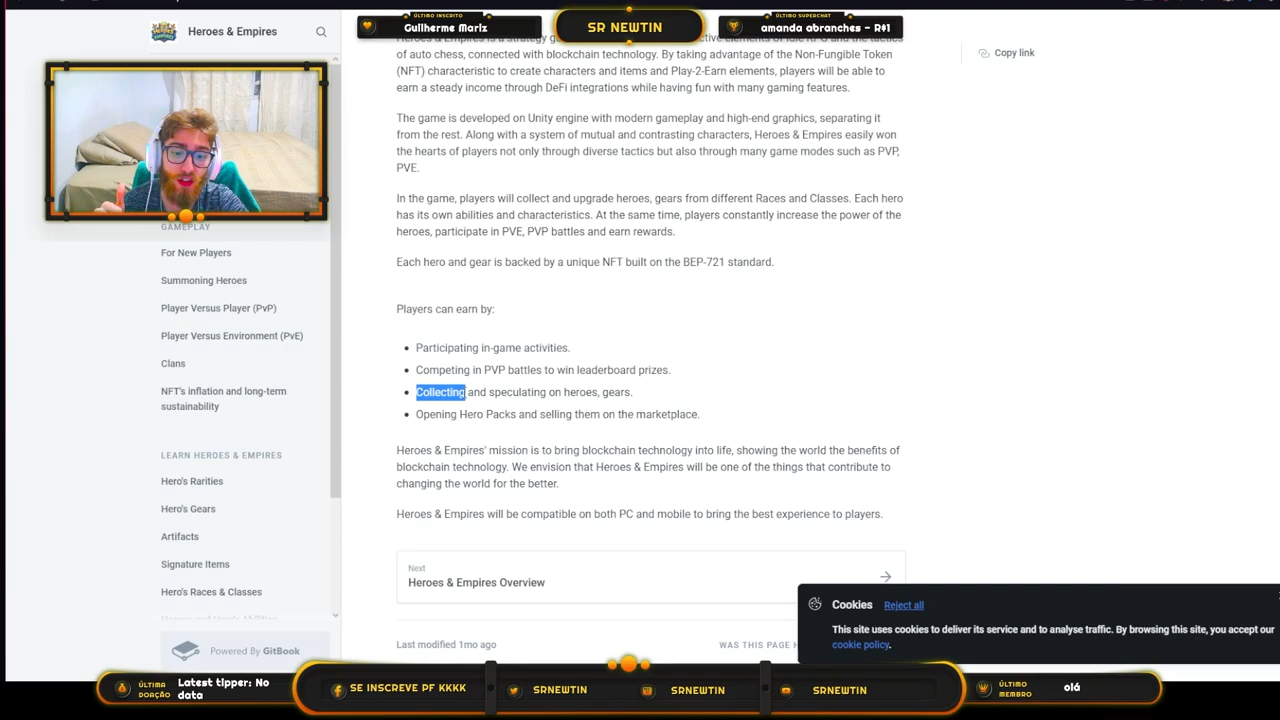 Heroes & Empires
ÚLTIMO INSCRITO
Guilherme Mariz
SR NEWTIN
ÚLTIMO SUPERCHAT
amanda abranches - R$1
Copy link
of auto chess, connected with blockchain technology. By taking advantage of the Non-Fungible Token
(NFT) characteristic to create characters and items and Play-2-Earn elements, players will be able to
earn a steady income through DeFi integrations while having fun with many gaming features.
The game is developed on Unity engine with modern gameplay and high-end graphics, separating it
from the rest. Along with a system of mutual and contrasting characters, Heroes & Empires easily won
the hearts of players not only through diverse tactics but also through many game modes such as PVP,
PVE.
In the game, players will collect and upgrade heroes, gears from different Races and Classes. Each hero
has its own abilities and characteristics. At the same time, players constantly increase the power of the
heroes, participate in PVE, PVP battles and earn rewards.
Each hero and gear is backed by a unique NFT built on the BEP-721 standard.
Players can earn by:
Participating in-game activities.
Competing in PVP battles to win leaderboard prizes.
Collecting and speculating on heroes, gears.
Opening Hero Packs and selling them on the marketplace.
Heroes & Empires' mission is to bring blockchain technology into life, showing the world the benefits of
blockchain technology. We envision that Heroes & Empires will be one of the things that contribute to
changing the world for the better.
Heroes & Empires will be compatible on both PC and mobile to bring the best experience to players.
Next
Heroes & Empires Overview
Last modified 1mo ago
WAS THIS PAGE
GAMEPLAY
For New Players
Summoning Heroes
Player Versus Player (PvP)
Player Versus Environment (PvE)
Clans
NFT's inflation and long-term
sustainability
LEARN HEROES & EMPIRES
Hero's Rarities
Hero's Gears
Artifacts
Signature Items
Hero's Races & Classes
Powered By GitBook
Cookies Reject all
This site uses cookies to deliver its service and to analyse traffic. By browsing this site, you accept our
cookie policy.
ÚLTIMA
DOAÇÃO
Latest tipper: No
data
SE INSCREVE PF KKKK
SRNEWTIN
SRNEWTIN
SRNEWTIN
ÚLTIMO
MEMBRO
olá